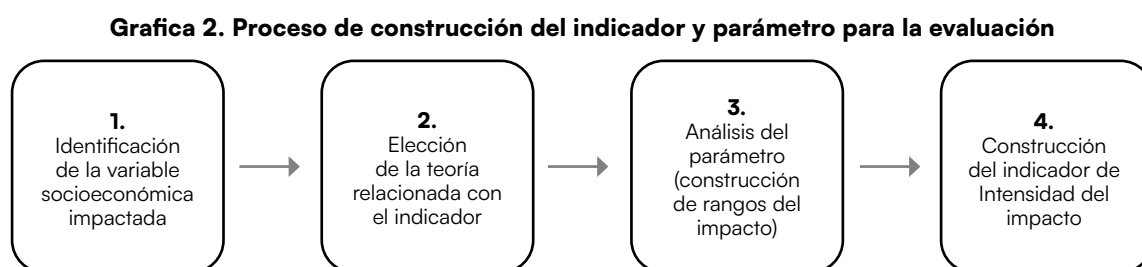 Grafica 2. Proceso de construcción del indicador y parámetro para la evaluación
1.
Identificación
de la variable
socioeconómica
impactada
2.
Elección
de la teoría
relacionada con
el indicador
3.
Análisis del
parámetro
(construcción
de rangos del
impacto)
4.
Construcción
del indicador de
Intensidad del
impacto